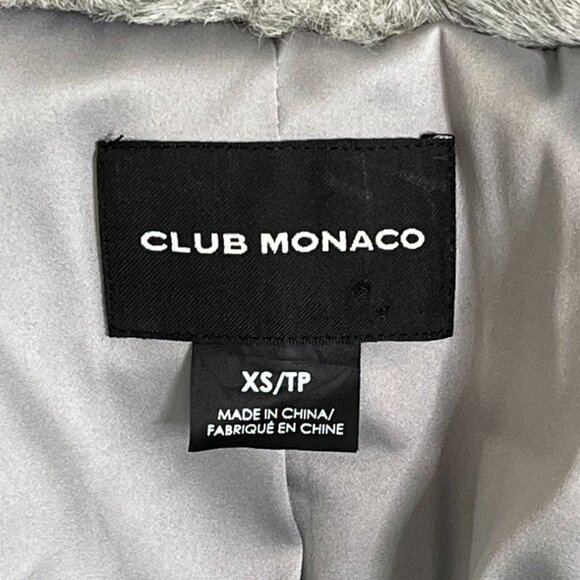 CLUB MONACO
XS/TP
MADE IN CHINA/
FABRIQUÉ EN CHINE